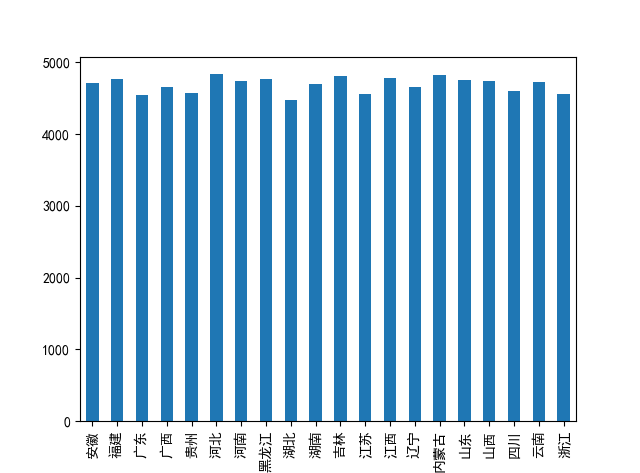 5000
4000
3000
2000
1000
0
安徽
福建
广东
广西
贵州
河北
河南
黑龙江
湖北
湖南
吉林
江苏
江西
辽宁
内蒙古
山东
山西
四川
云南
浙江